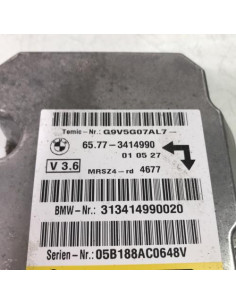 Temic-Nr.: Q9V5G07AL7
65.77-3414990
01 05 27
V 3.6
MRSZ4-rd 4677
BMW-Nr.: 313414990020
Serien-Nr.: 05B188AC0648V